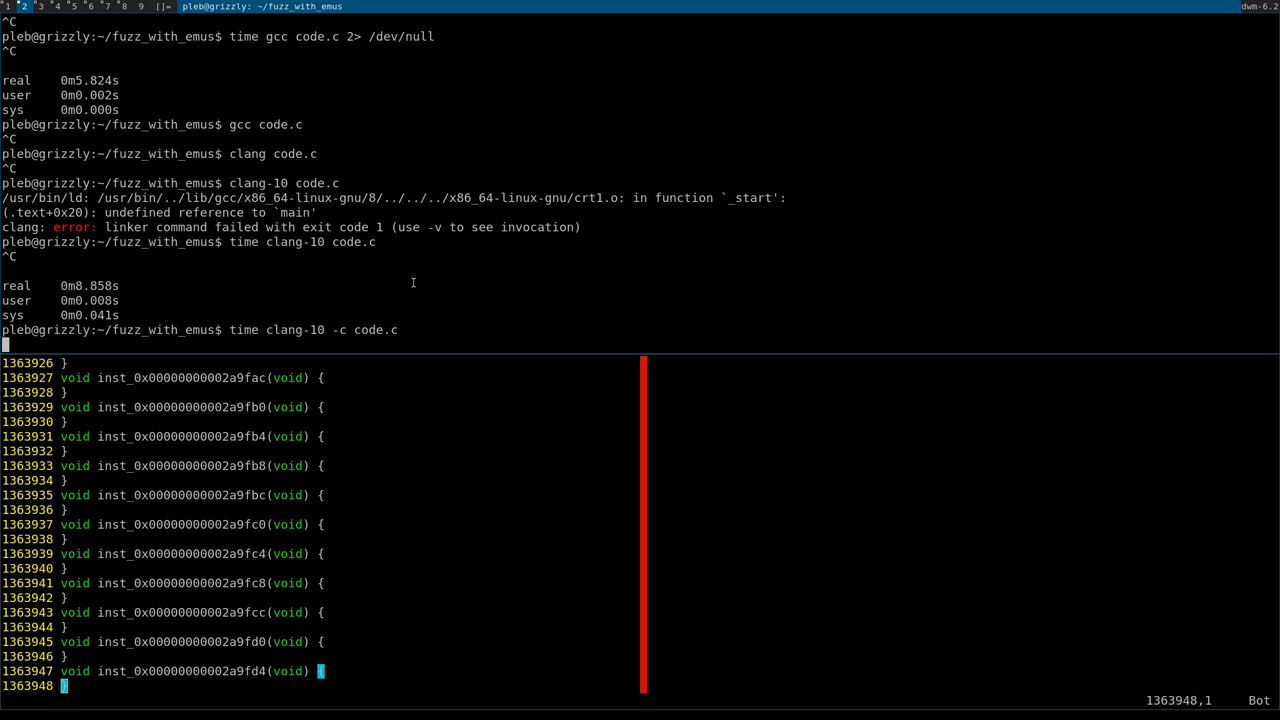 1 2 3 4 5 6 7 8 9 []= pleb@grizzly: ~/fuzz_with_emus dwm-6.2
^C
pleb@grizzly:~/fuzz_with_emus$ time gcc code.c 2> /dev/null
^C
real 0m5.824s
user 0m0.002s
sys 0m0.000s
pleb@grizzly:~/fuzz_with_emus$ gcc code.c
^C
pleb@grizzly:~/fuzz_with_emus$ clang code.c
^C
pleb@grizzly:~/fuzz_with_emus$ clang-10 code.c
/usr/bin/ld: /usr/bin/../lib/gcc/x86_64-linux-gnu/8/../../../x86_64-linux-gnu/crt1.o: in function `_start':
(.text+0x20): undefined reference to `main'
clang: error: linker command failed with exit code 1 (use -v to see invocation)
pleb@grizzly:~/fuzz_with_emus$ time clang-10 code.c
^C
real 0m8.858s
user 0m0.008s
sys 0m0.041s
pleb@grizzly:~/fuzz_with_emus$ time clang-10 -c code.c
1363926 }
1363927 void inst_0x00000000002a9fac(void) {
1363928 }
1363929 void inst_0x00000000002a9fb0(void) {
1363930 }
1363931 void inst_0x00000000002a9fb4(void) {
1363932 }
1363933 void inst_0x00000000002a9fb8(void) {
1363934 }
1363935 void inst_0x00000000002a9fbc(void) {
1363936 }
1363937 void inst_0x00000000002a9fc0(void) {
1363938 }
1363939 void inst_0x00000000002a9fc4(void) {
1363940 }
1363941 void inst_0x00000000002a9fc8(void) {
1363942 }
1363943 void inst_0x00000000002a9fcc(void) {
1363944 }
1363945 void inst_0x00000000002a9fd0(void) {
1363946 }
1363947 void inst_0x00000000002a9fd4(void) {
1363948 }
1363948,1 Bot